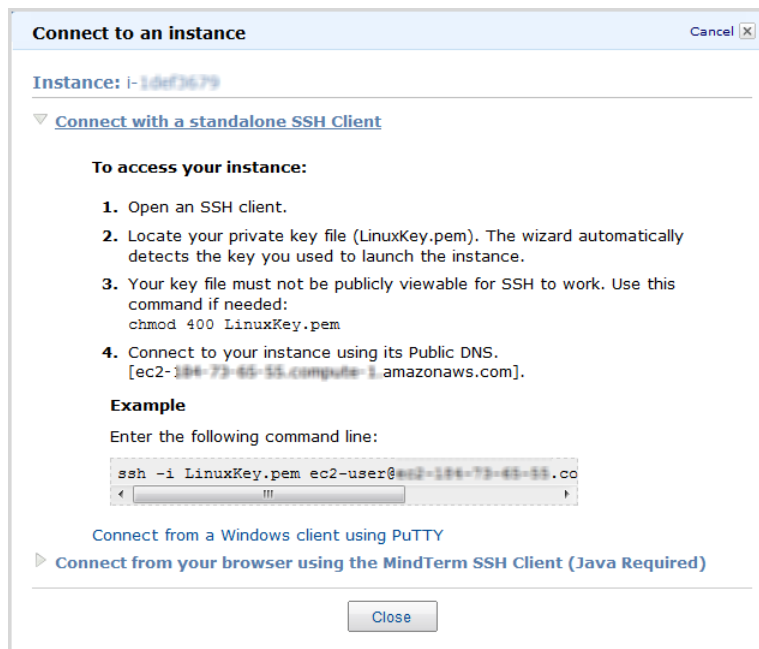 Connect to an instance
Cancel
Instance: i-
Connect with a standalone SSH Client
To access your instance:
1. Open an SSH client.
2. Locate your private key file (LinuxKey.pem). The wizard automatically
detects the key you used to launch the instance.
3. Your key file must not be publicly viewable for SSH to work. Use this
command if needed:
chmod 400 LinuxKey.pem
4. Connect to your instance using its Public DNS.
[ec2- .amazonaws.com].
Example
Enter the following command line:
ssh -i LinuxKey.pem ec2-user@ .co
Connect from a Windows client using PuTTY
Connect from your browser using the MindTerm SSH Client (Java Required)
Close